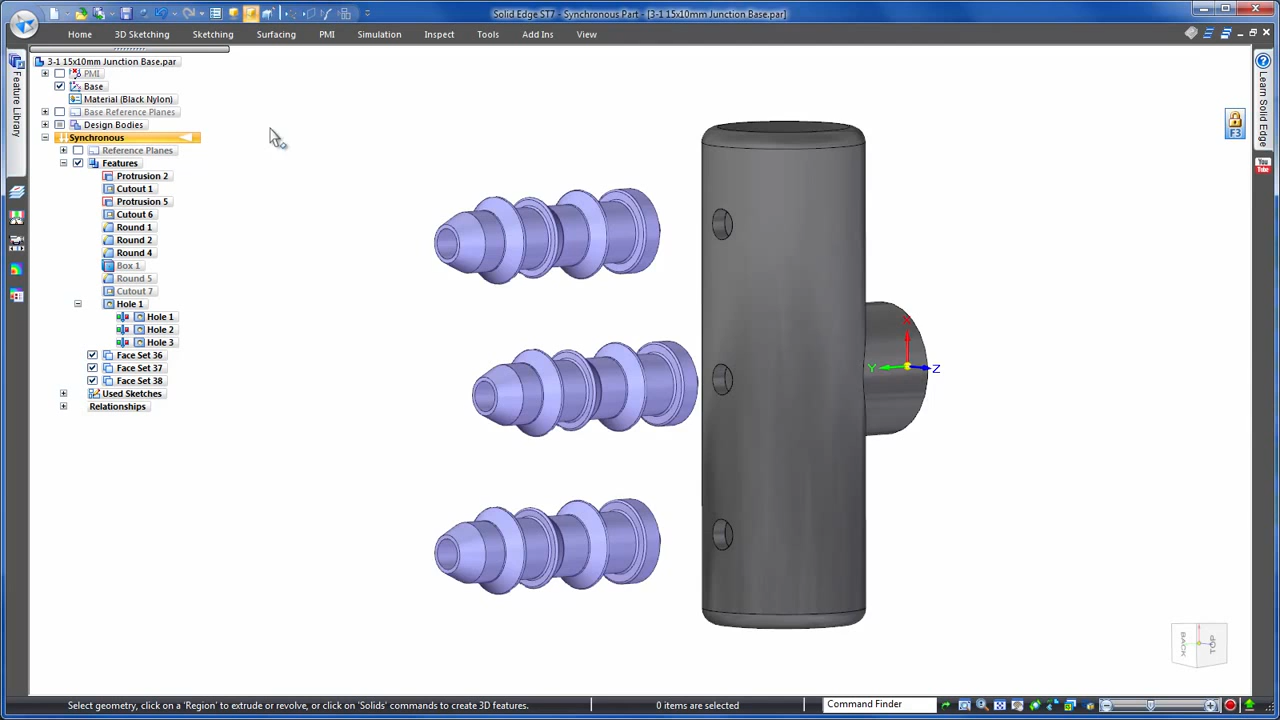 Solid Edge ST7 - Synchronous Part - [3-1 15x10mm Junction Base.par]
Home 3D Sketching Sketching Surfacing PMI Simulation Inspect Tools Add Ins View
3-1 15x10mm Junction Base.par
PMI
Base
Material (Black Nylon)
Base Reference Planes
Design Bodies
Synchronous
Reference Planes
Features
Protrusion 2
Cutout 1
Protrusion 5
Cutout 6
Round 1
Round 2
Round 4
Box 1
Round 5
Cutout 7
Hole 1
Hole 1
Hole 2
Hole 3
Face Set 36
Face Set 37
Face Set 38
Used Sketches
Relationships
Feature Library
Learn Solid Edge
You Tube
F3
X
Y
Z
BACK
TOP
Select geometry, click on a 'Region' to extrude or revolve, or click on 'Solids' commands to create 3D features.
0 items are selected
Command Finder